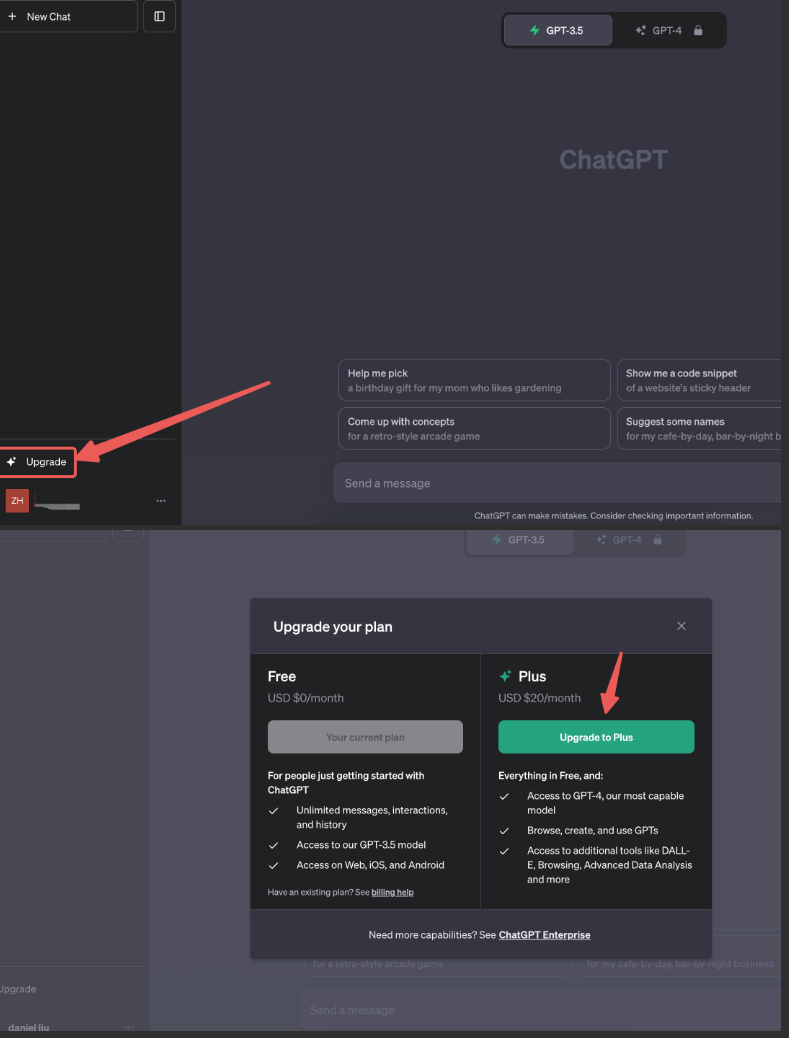 New Chat
GPT-3.5
GPT-4
ChatGPT
Help me pick
a birthday gift for my mom who likes gardening
Show me a code snippet
of a website's sticky header
Come up with concepts
for a retro-style arcade game
Suggest some names
for my cafe-by-day, bar-by-night b
Upgrade
ZH
Send a message
ChatGPT can make mistakes. Consider checking important information.
GPT-3.5
GPT-4
Upgrade your plan
Free
USD $0/month
Your current plan
For people just getting started with
ChatGPT
Unlimited messages, interactions,
and history
Access to our GPT-3.5 model
Access on Web, iOS, and Android
Have an existing plan? See billing help
Plus
USD $20/month
Upgrade to Plus
Everything in Free, and:
Access to GPT-4, our most capable
model
Browse, create, and use GPTs
Access to additional tools like DALL-
E, Browsing, Advanced Data Analysis
and more
Need more capabilities? See ChatGPT Enterprise
for a retro-style arcade game
for my cafe-by-day, bar-by-night business
Upgrade
Send a message
daniel liu